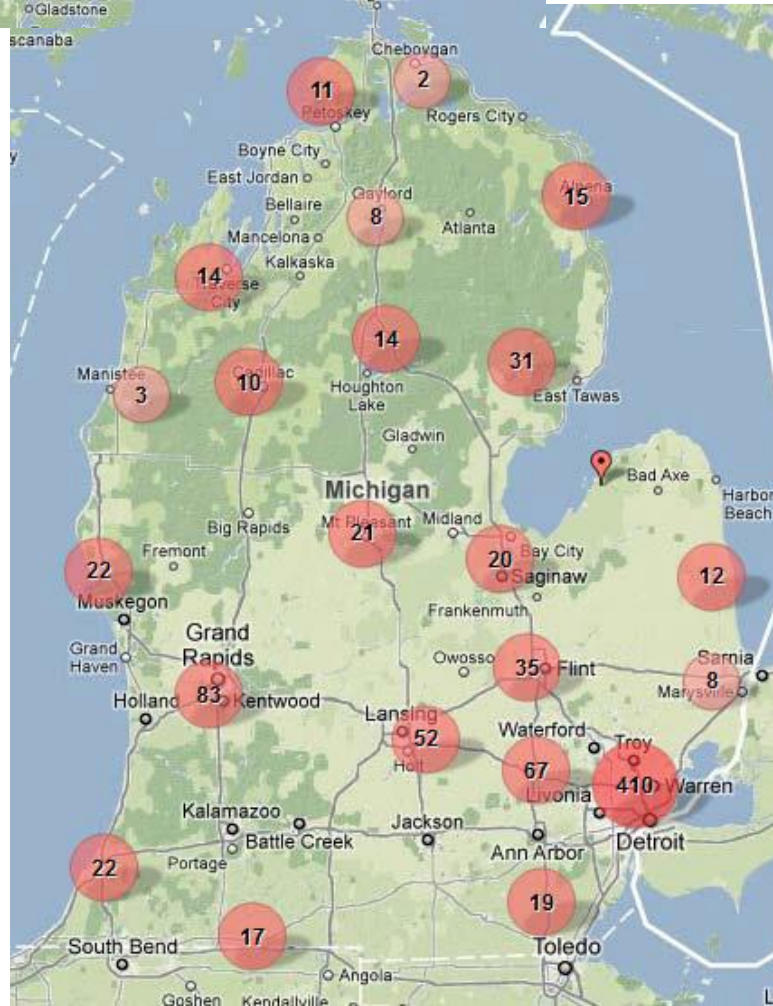 Gladstone
scanaba
Cheboygan
2
11
Petoskey
Rogers City
Boyne City
East Jordan
Alpena
15
Gaylord
8
Bellaire
Atlanta
Mancelona
Kalkaska
14
Traverse
City
14
31
Manistee
3
Cadillac
10
Houghton
Lake
East Tawas
Gladwin
Michigan
Bad Axe
Harbor
Beach
Big Rapids
Mt Pleasant
21
Midland
Bay City
20
Saginaw
Fremont
22
Muskegon
12
Frankenmuth
Grand
Haven
Grand
Rapids
83
Kentwood
Owosso
35
Flint
Sarnia
8
Marysville
Holland
Lansing
52
Holt
Waterford
Troy
67
410
Warren
Livonia
Detroit
Kalamazoo
Battle Creek
Portage
Jackson
Ann Arbor
22
19
17
South Bend
Toledo
Angola
Goshen
Kendallville